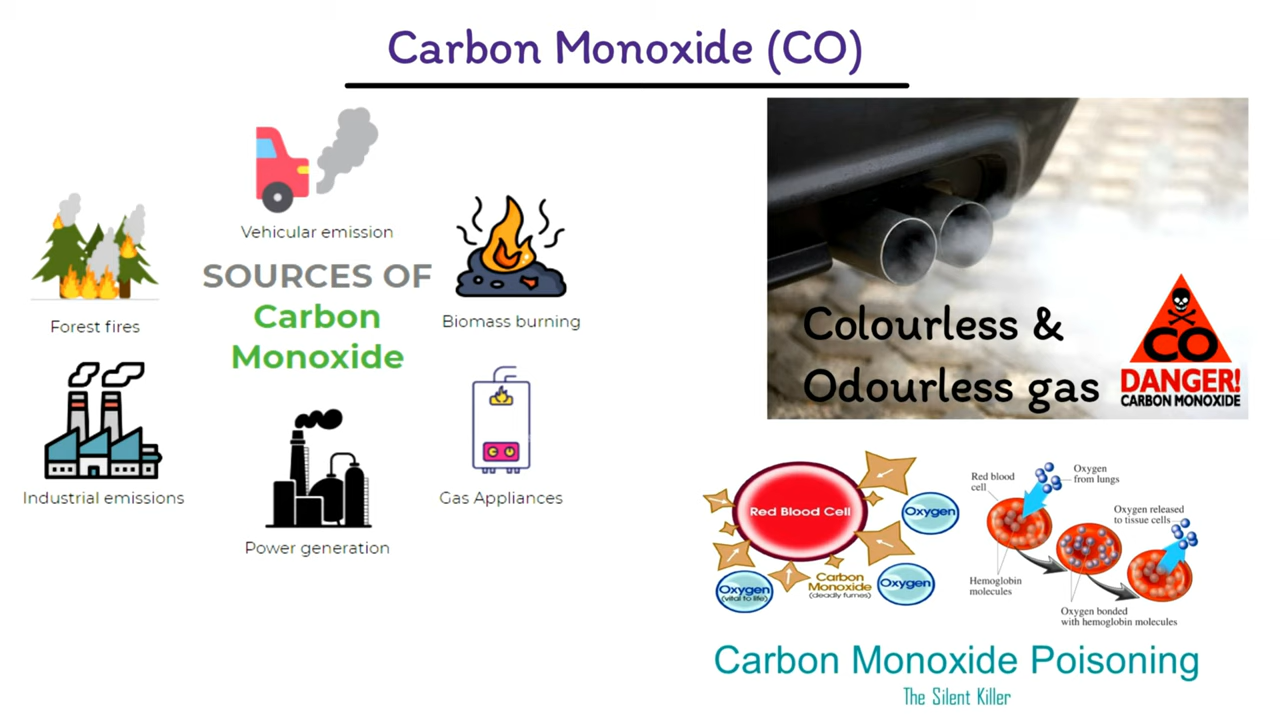 Carbon Monoxide (CO)
Vehicular emission
SOURCES OF
Carbon
Monoxide
Forest fires
Biomass burning
Industrial emissions
Gas Appliances
Power generation
Colourless &
Odourless gas
CO
DANGER!
CARBON MONOXIDE
Red Blood Cell
Oxygen
Oxygen
(vital to life)
Carbon
Monoxide
(deadly fumes)
Oxygen
Red blood
cell
Oxygen
from lungs
Oxygen released
to tissue cells
Hemoglobin
molecules
Oxygen bonded
with hemoglobin molecules
Carbon Monoxide Poisoning
The Silent Killer